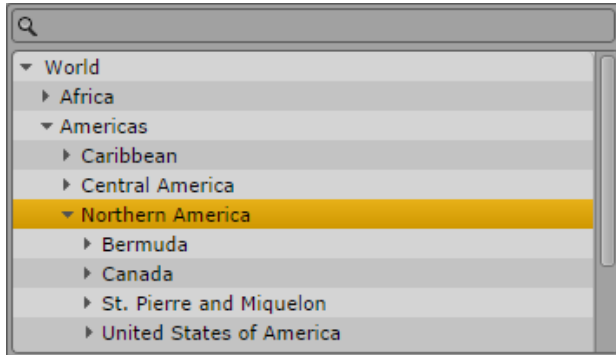 World
Africa
Americas
Caribbean
Central America
Northern America
Bermuda
Canada
St. Pierre and Miquelon
United States of America